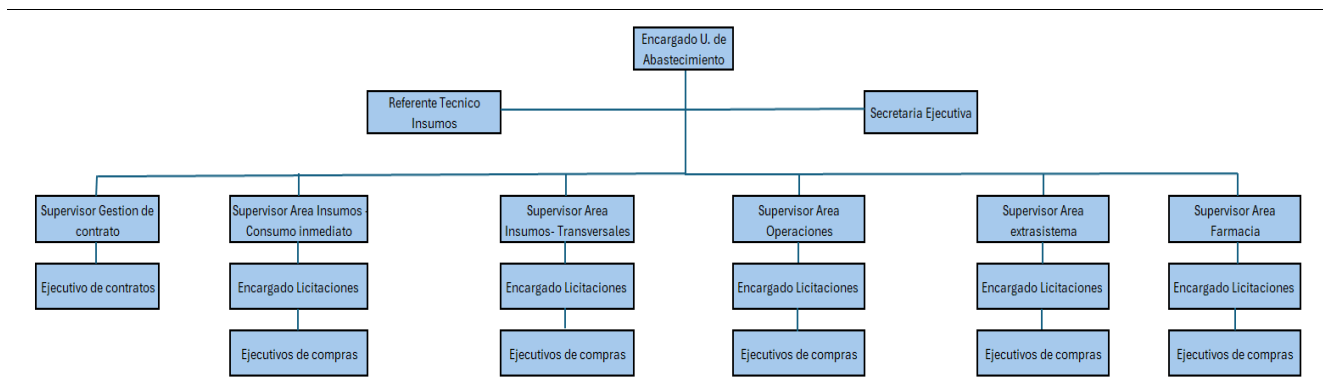 Encargado U. de
Abastecimiento
Referente Tecnico
Insumos
Secretaria Ejecutiva
Supervisor Gestion de
contrato
Supervisor Area Insumos -
Consumo inmediato
Supervisor Area
Insumos- Transversales
Supervisor Area
Operaciones
Supervisor Area
extrasistema
Supervisor Area
Farmacia
Ejecutivo de contratos
Encargado Licitaciones
Encargado Licitaciones
Encargado Licitaciones
Encargado Licitaciones
Encargado Licitaciones
Ejecutivos de compras
Ejecutivos de compras
Ejecutivos de compras
Ejecutivos de compras
Ejecutivos de compras